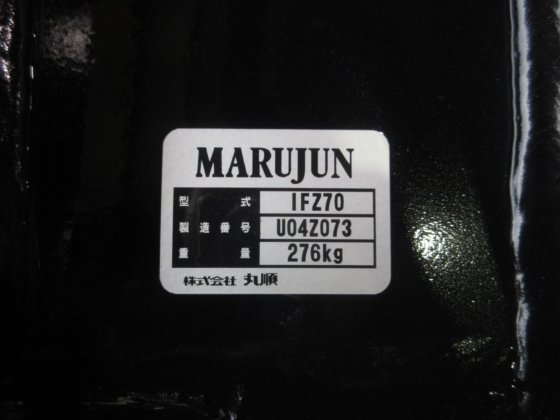 MARUJUN
型式 IFZ70
製造番号 U04Z073
重量 276kg
株式会社 丸順